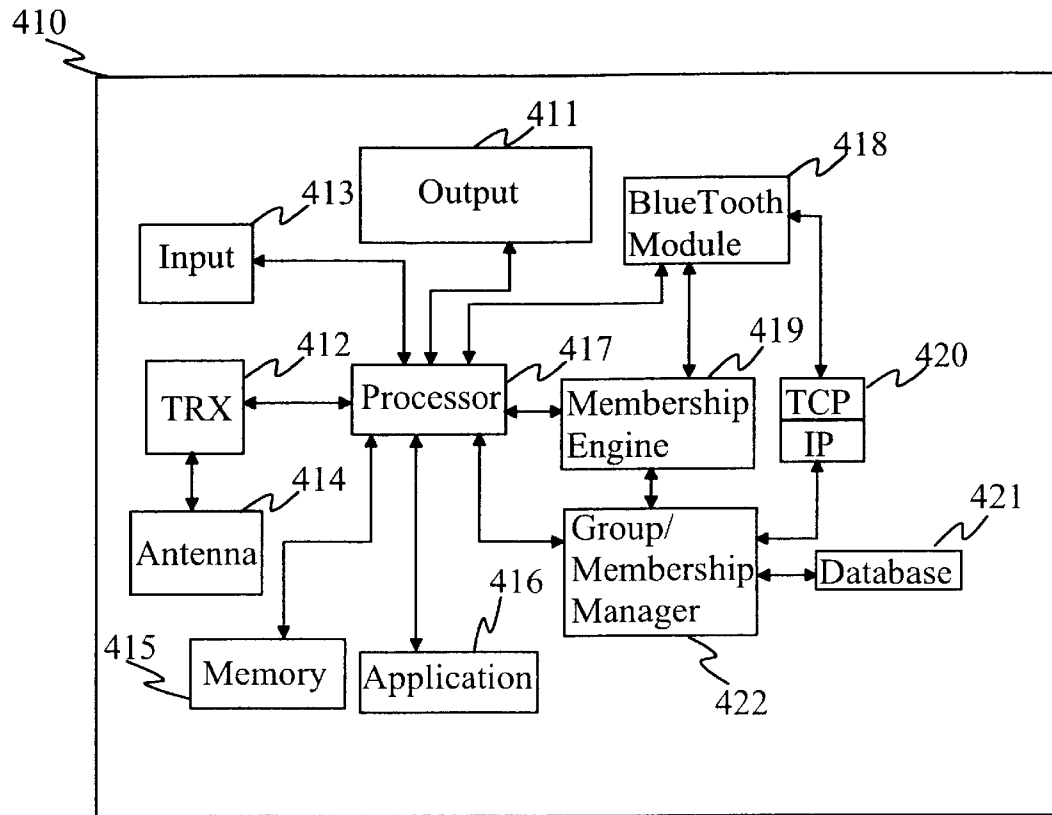 410
411
Output
418
BlueTooth
Module
413
Input
412
TRX
417
Processor
419
Membership
Engine
420
TCP
IP
414
Antenna
Group/
Membership
Manager
421
Database
416
415
Memory
Application
422